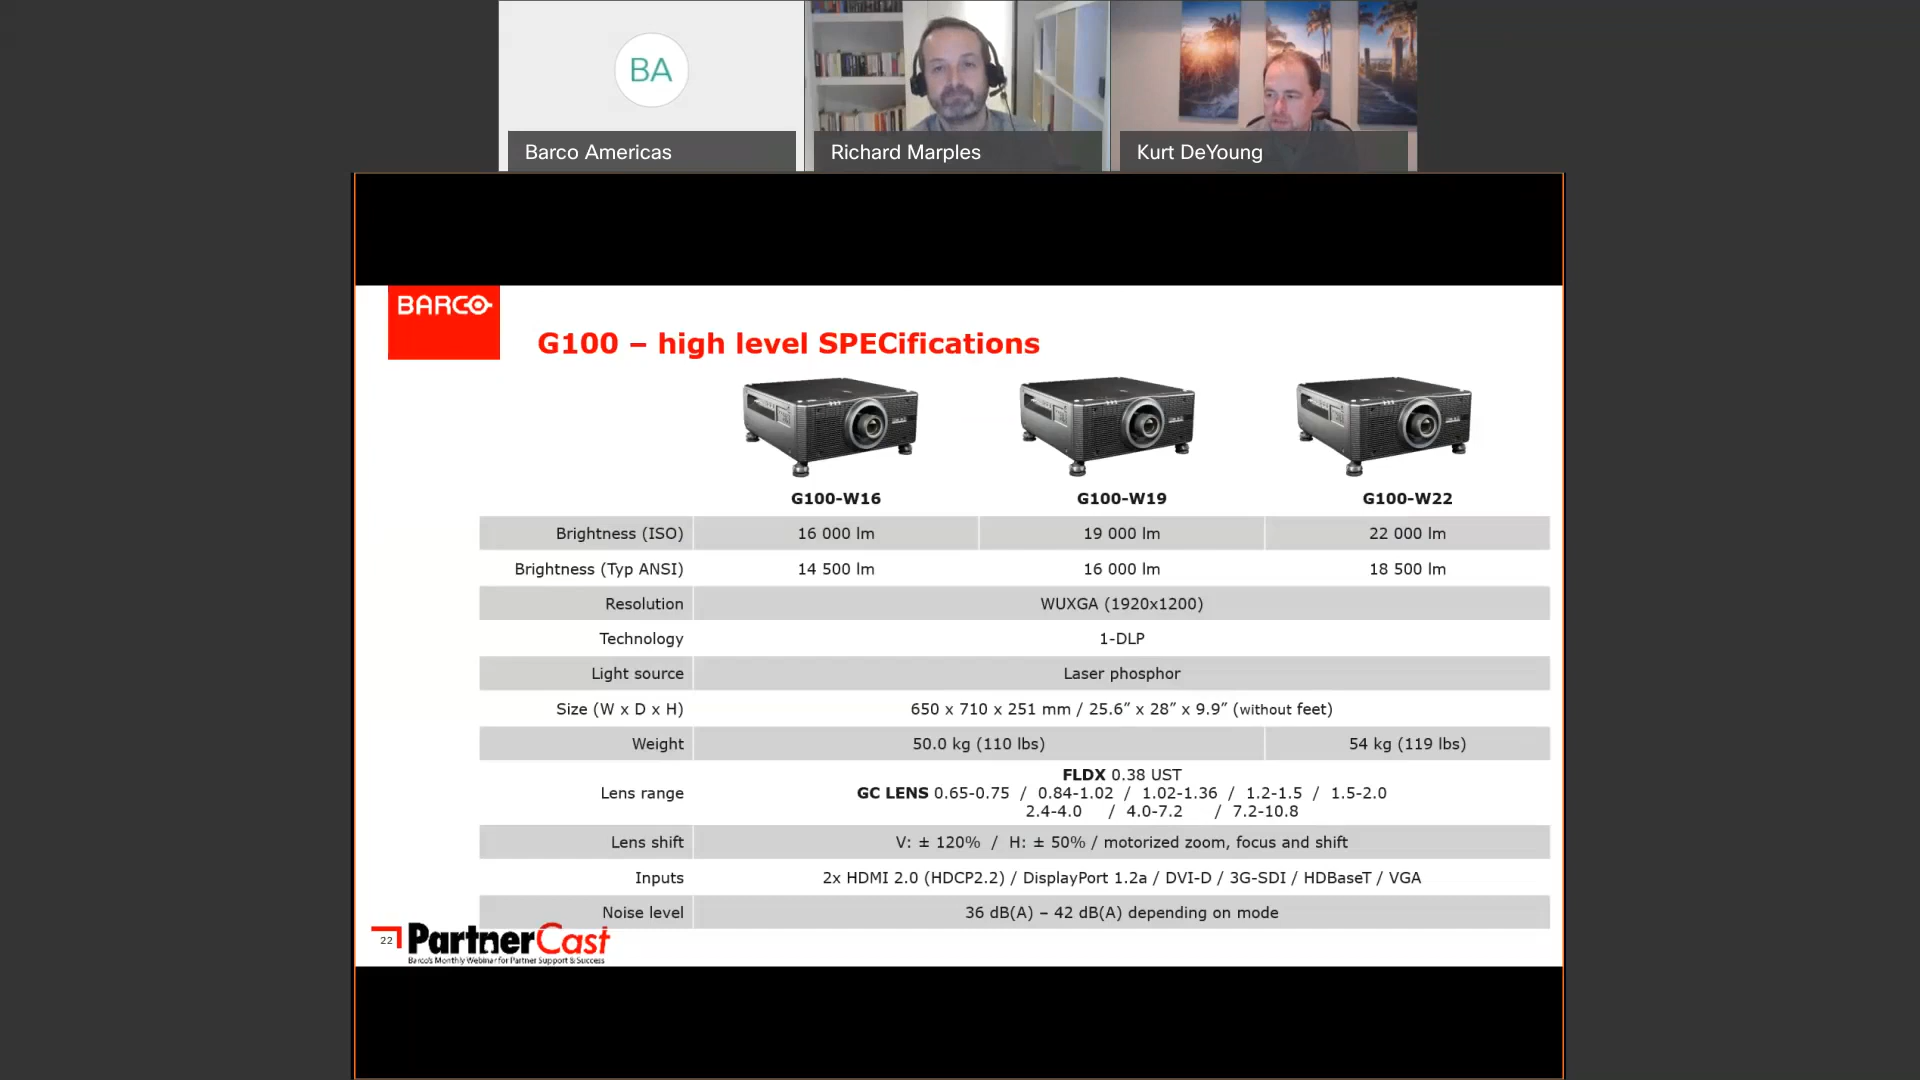 BA
Barco Americas
Richard Marples
Kurt DeYoung
BARCO
G100 – high level SPECifications
G100-W16 G100-W19 G100-W22
Brightness (ISO) 16 000 lm 19 000 lm 22 000 lm
Brightness (Typ ANSI) 14 500 lm 16 000 lm 18 500 lm
Resolution WUXGA (1920x1200)
Technology 1-DLP
Light source Laser phosphor
Size (W x D x H) 650 x 710 x 251 mm / 25.6” x 28” x 9.9” (without feet)
Weight 50.0 kg (110 lbs) 54 kg (119 lbs)
FLDX 0.38 UST
Lens range GC LENS 0.65-0.75 / 0.84-1.02 / 1.02-1.36 / 1.2-1.5 / 1.5-2.0
2.4-4.0 / 4.0-7.2 / 7.2-10.8
Lens shift V: ± 120% / H: ± 50% / motorized zoom, focus and shift
Inputs 2x HDMI 2.0 (HDCP2.2) / DisplayPort 1.2a / DVI-D / 3G-SDI / HDBaseT / VGA
Noise level 36 dB(A) – 42 dB(A) depending on mode
22 PartnerCast
Barco's Monthly Webinar for Partner Support & Success